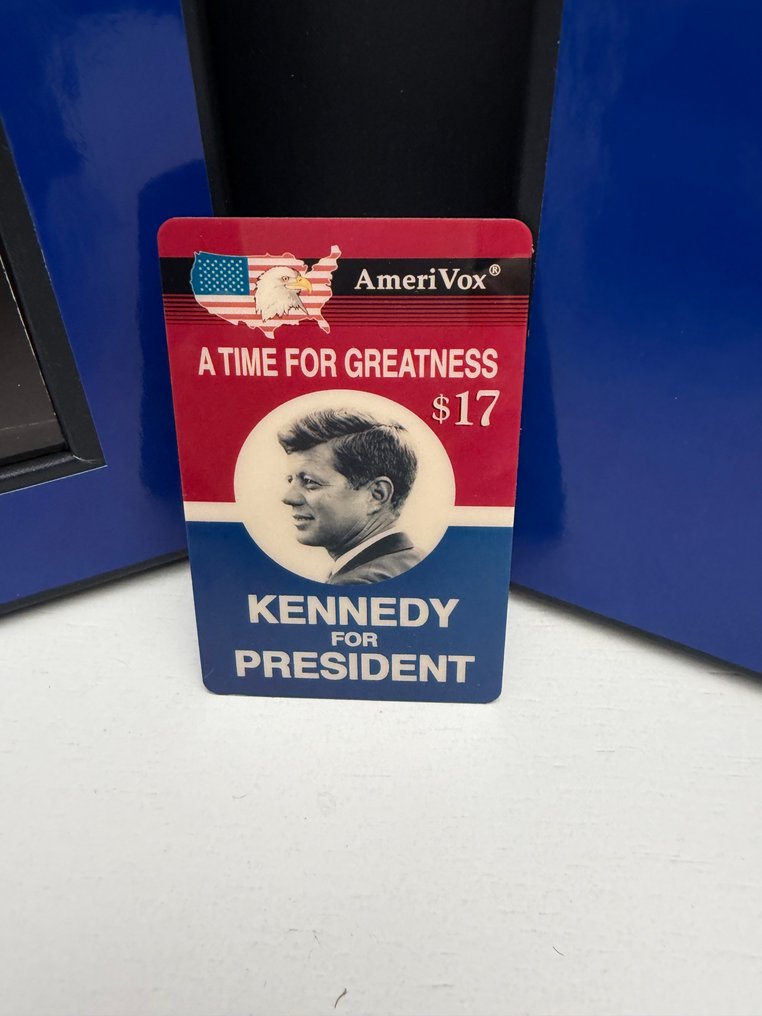 AmeriVox®
A TIME FOR GREATNESS
$17
KENNEDY
FOR
PRESIDENT